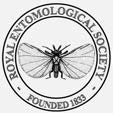 ROYAL ENTOMOLOGICAL SOCIETY
- FOUNDED 1833 -